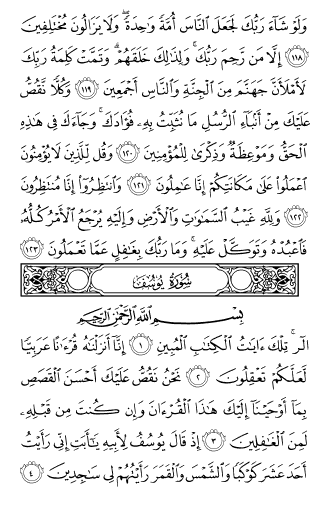 وَلَوْ شَآءَ رَبُّكَ لَجَعَلَ ٱلنَّاسَ أُمَّةً وَٰحِدَةً ۖ وَلَا يَزَالُونَ مُخْتَلِفِينَ
﴿١١٨﴾ إِلَّا مَن رَّحِمَ رَبُّكَ ۚ وَلِذَٰلِكَ خَلَقَهُمْ ۗ وَتَمَّتْ كَلِمَةُ رَبِّكَ
لَأَمْلَأَنَّ جَهَنَّمَ مِنَ ٱلْجِنَّةِ وَٱلنَّاسِ أَجْمَعِينَ ﴿١١٩﴾ وَكُلًّا نَّقُصُّ
عَلَيْكَ مِنْ أَنۢبَآءِ ٱلرُّسُلِ مَا نُثَبِّتُ بِهِۦ فُؤَادَكَ ۚ وَجَآءَكَ فِى هَٰذِهِ
ٱلْحَقُّ وَمَوْعِظَةٌ وَذِكْرَىٰ لِلْمُؤْمِنِينَ ﴿١٢٠﴾ وَقُل لِّلَّذِينَ لَا يُؤْمِنُونَ
ٱعْمَلُوا۟ عَلَىٰ مَكَانَتِكُمْ إِنَّا عَٰمِلُونَ ﴿١٢١﴾ وَٱنتَظِرُوٓا۟ إِنَّا مُنتَظِرُونَ
﴿١٢٢﴾ وَلِلَّهِ غَيْبُ ٱلسَّمَٰوَٰتِ وَٱلْأَرْضِ وَإِلَيْهِ يُرْجَعُ ٱلْأَمْرُ كُلُّهُۥ
فَٱعْبُدْهُ وَتَوَكَّلْ عَلَيْهِ ۚ وَمَا رَبُّكَ بِغَٰفِلٍ عَمَّا تَعْمَلُونَ ﴿١٢٣﴾
سُورَةُ يُوسُفَ
بِسْمِ ٱللَّهِ ٱلرَّحْمَٰنِ ٱلرَّحِيمِ
الٓر ۚ تِلْكَ ءَايَٰتُ ٱلْكِتَٰبِ ٱلْمُبِينِ ﴿١﴾ إِنَّآ أَنزَلْنَٰهُ قُرْءَٰنًا عَرَبِيًّا
لَّعَلَّكُمْ تَعْقِلُونَ ﴿٢﴾ نَحْنُ نَقُصُّ عَلَيْكَ أَحْسَنَ ٱلْقَصَصِ
بِمَآ أَوْحَيْنَآ إِلَيْكَ هَٰذَا ٱلْقُرْءَانَ وَإِن كُنتَ مِن قَبْلِهِۦ
لَمِنَ ٱلْغَٰفِلِينَ ﴿٣﴾ إِذْ قَالَ يُوسُفُ لِأَبِيهِ يَٰٓأَبَتِ إِنِّى رَأَيْتُ
أَحَدَ عَشَرَ كَوْكَبًا وَٱلشَّمْسَ وَٱلْقَمَرَ رَأَيْتُهُمْ لِى سَٰجِدِينَ ﴿٤﴾